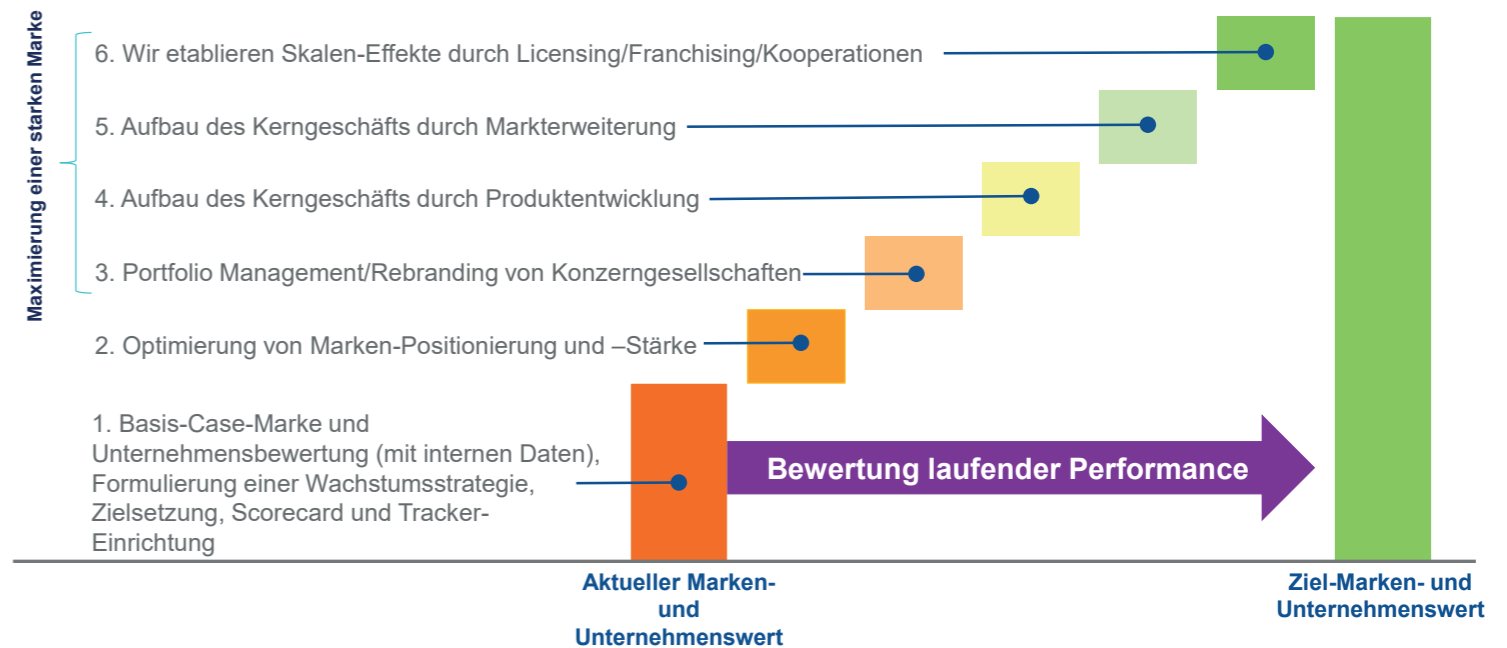 Maximierung einer starken Marke
6. Wir etablieren Skalen-Effekte durch Licensing/Franchising/Kooperationen
5. Aufbau des Kerngeschäfts durch Markterweiterung
4. Aufbau des Kerngeschäfts durch Produktentwicklung
3. Portfolio Management/Rebranding von Konzerngesellschaften
2. Optimierung von Marken-Positionierung und –Stärke
1. Basis-Case-Marke und
Unternehmensbewertung (mit internen Daten),
Formulierung einer Wachstumsstrategie,
Zielsetzung, Scorecard und Tracker-
Einrichtung
Bewertung laufender Performance
Aktueller Marken-
und
Unternehmenswert
Ziel-Marken- und
Unternehmenswert